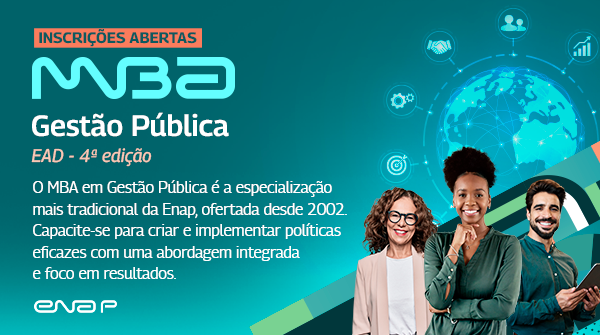 INSCRIÇÕES ABERTAS
MBA
Gestão Pública
EAD - 4ª edição
O MBA em Gestão Pública é a especialização
mais tradicional da Enap, ofertada desde 2002.
Capacite-se para criar e implementar políticas
eficazes com uma abordagem integrada
e foco em resultados.
enap